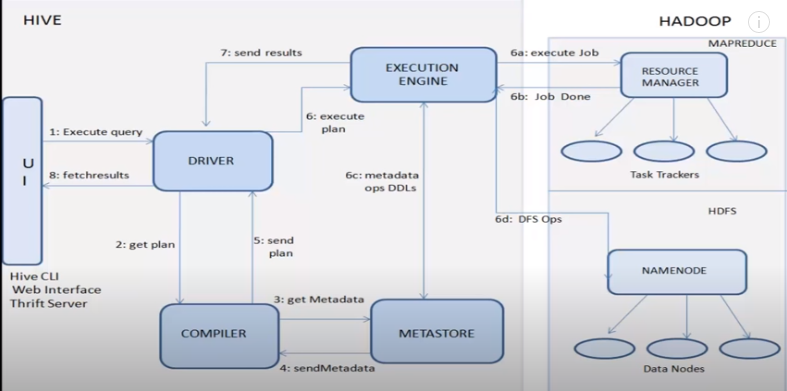 HIVE
HADOOP
i
MAPREDUCE
7: send results
EXECUTION
ENGINE
6a: execute Job
RESOURCE
MANAGER
6b: Job Done
6: execute
plan
1: Execute query
U
I
DRIVER
8: fetchresults
6c: metadata
ops DDLs
Task Trackers
6d: DFS Ops
HDFS
2: get plan
5: send
plan
NAMENODE
Hive CLI
Web Interface
Thrift Server
3: get Metadata
COMPILER
METASTORE
4: sendMetadata
Data Nodes